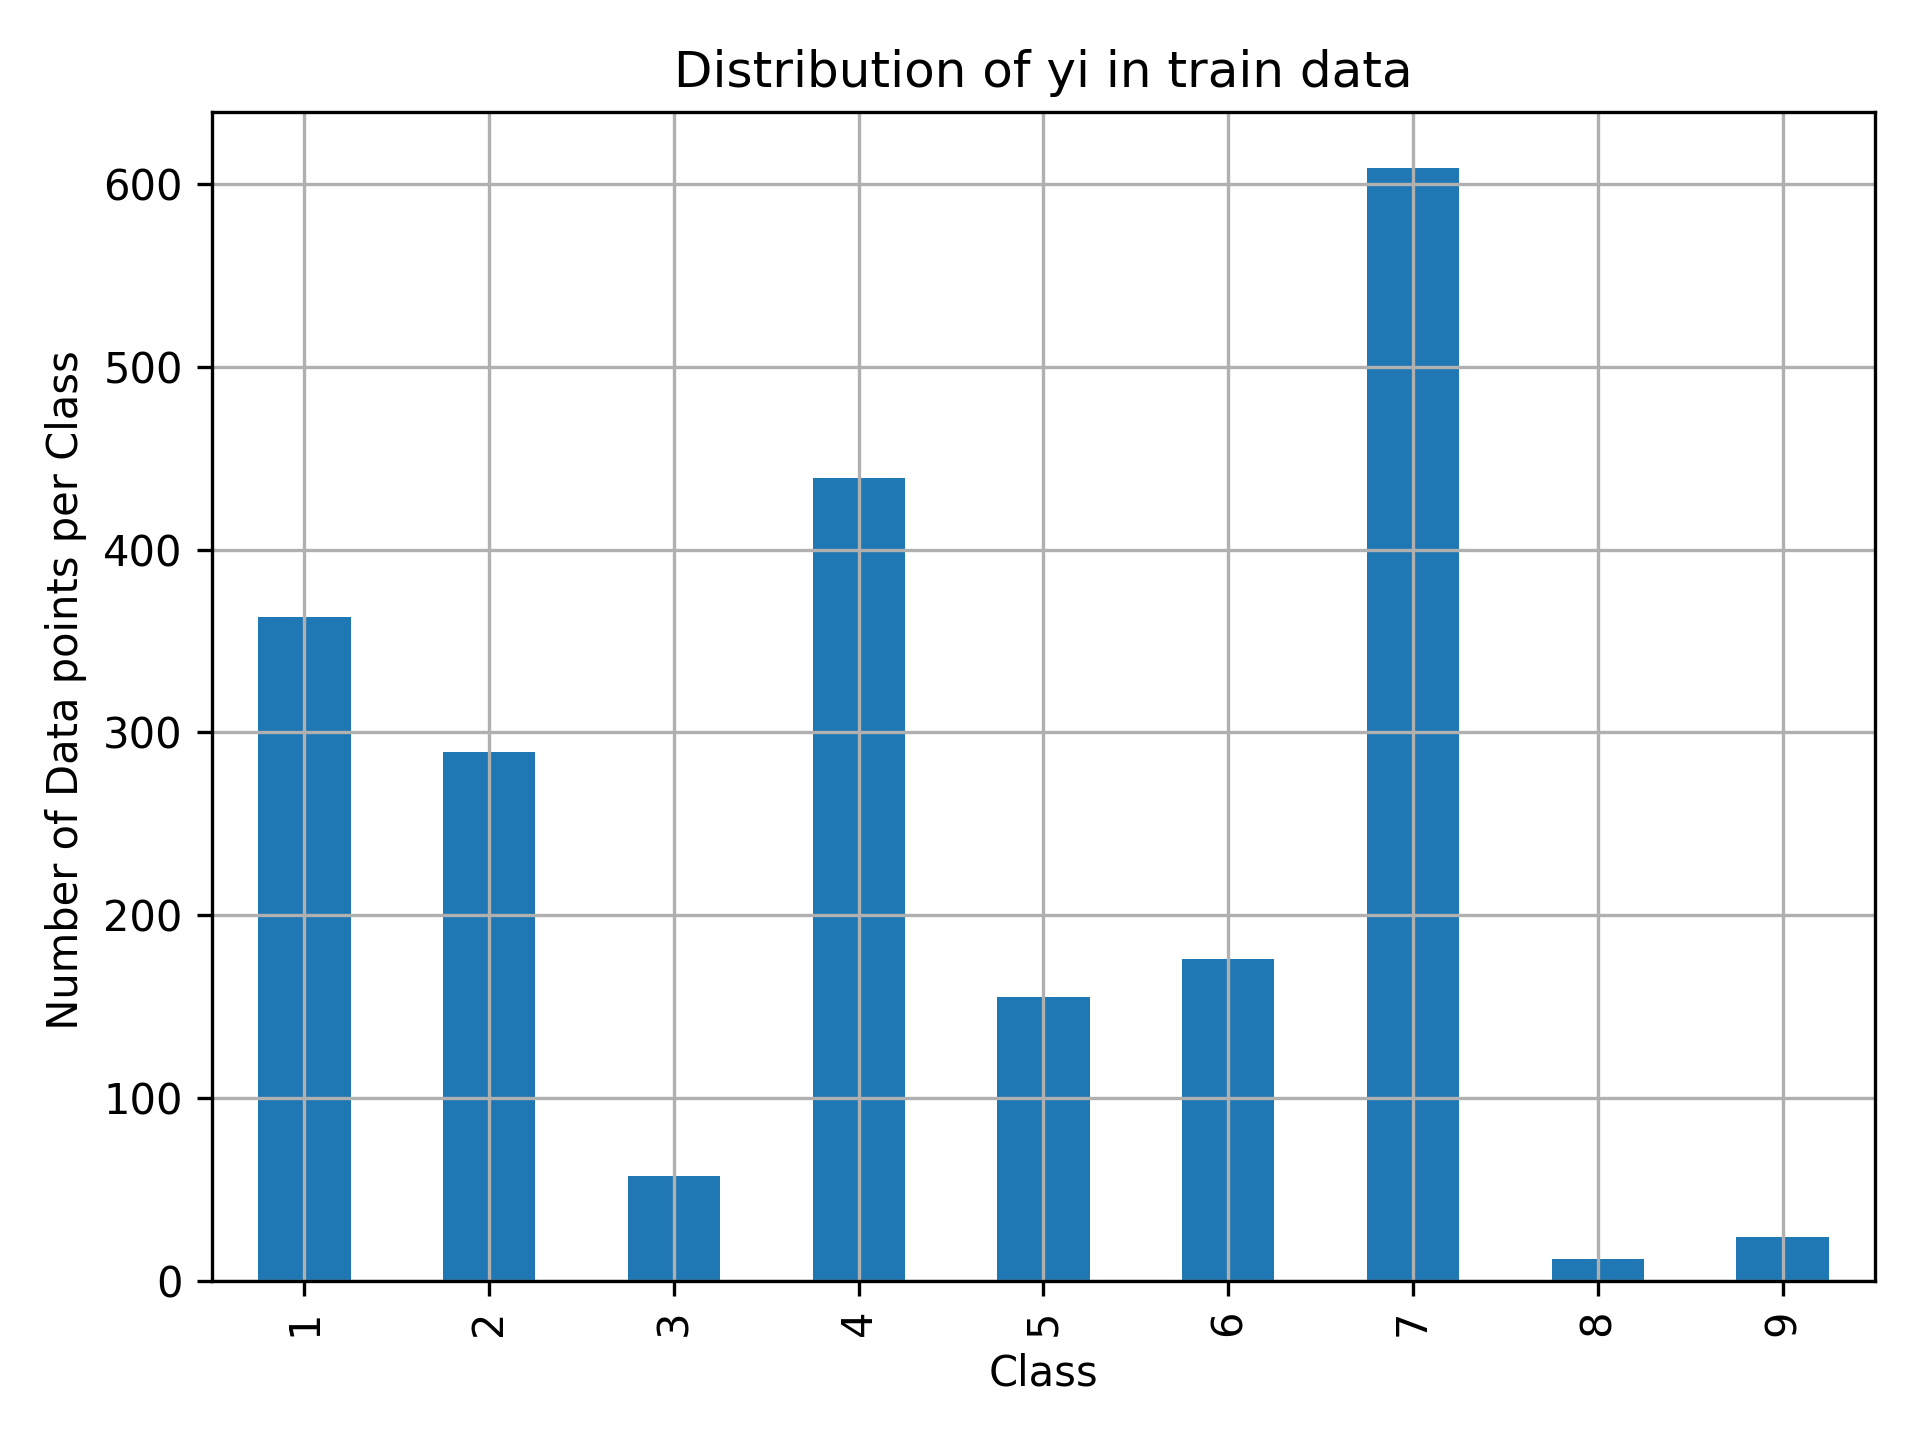 Distribution of yi in train data
Number of Data points per Class
600
500
400
300
200
100
0
1 2 3 4 5 6 7 8 9
Class